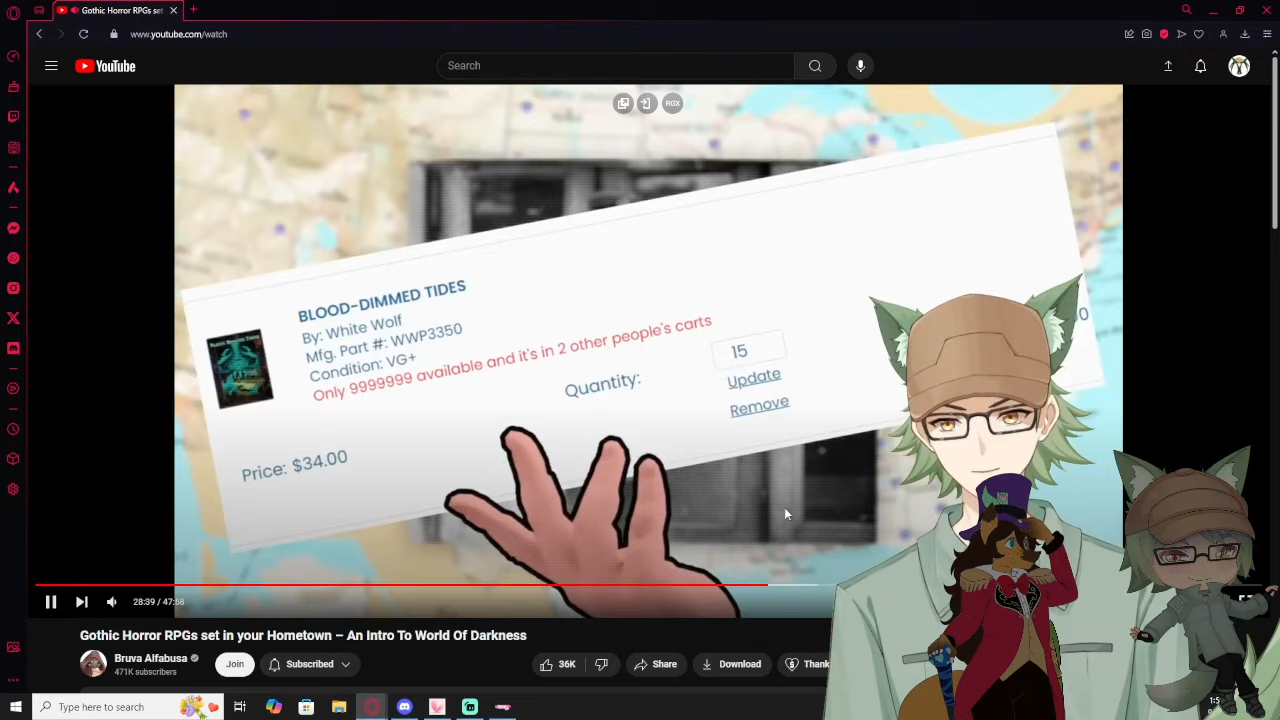 Gothic Horror RPGs set
www.youtube.com/watch
YouTube
Search
RGX
BLOOD-DIMMED TIDES
By: White Wolf
Mfg. Part #: WWP3350
Condition: VG+
Only 9999999 available and it's in 2 other people's carts
Quantity:
15
Update
Remove
Price: $34.00
28:39 / 47:58
Gothic Horror RPGs set in your Hometown – An Intro To World Of Darkness
Bruva Alfabusa
471K subscribers
Join
Subscribed
36K
Share
Download
Thank
Type here to search
1:5